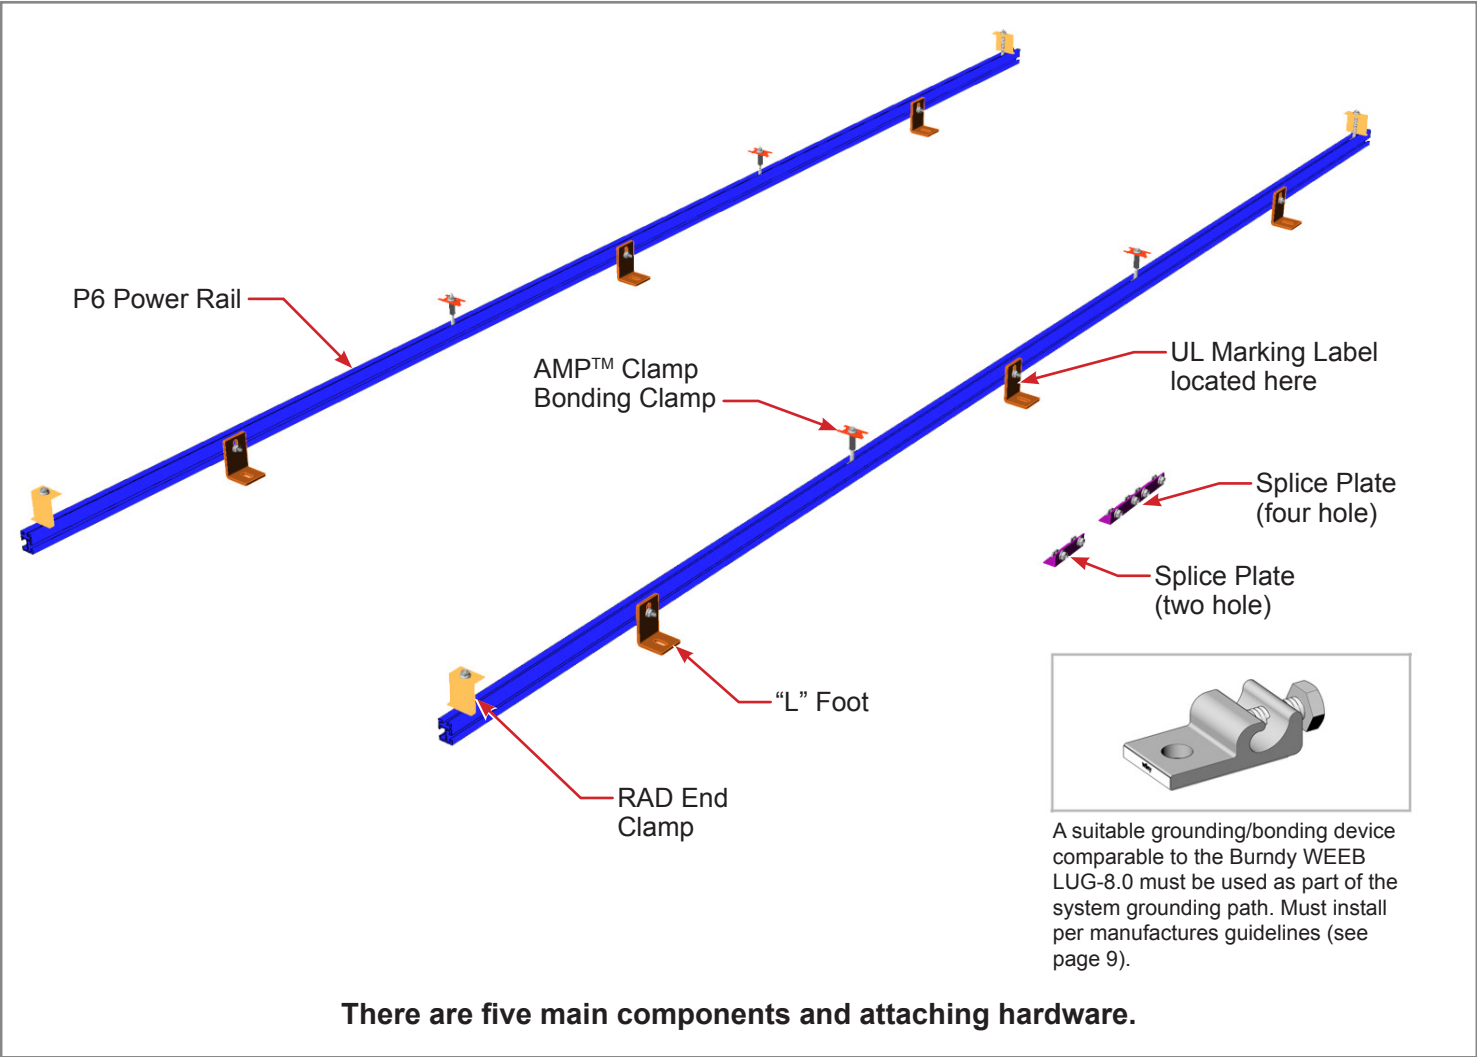 P6 Power Rail
AMP™ Clamp
Bonding Clamp
UL Marking Label
located here
Splice Plate
(four hole)
Splice Plate
(two hole)
“L” Foot
RAD End
Clamp
A suitable grounding/bonding device
comparable to the Burndy WEEB
LUG-8.0 must be used as part of the
system grounding path. Must install
per manufactures guidelines (see
page 9).
There are five main components and attaching hardware.